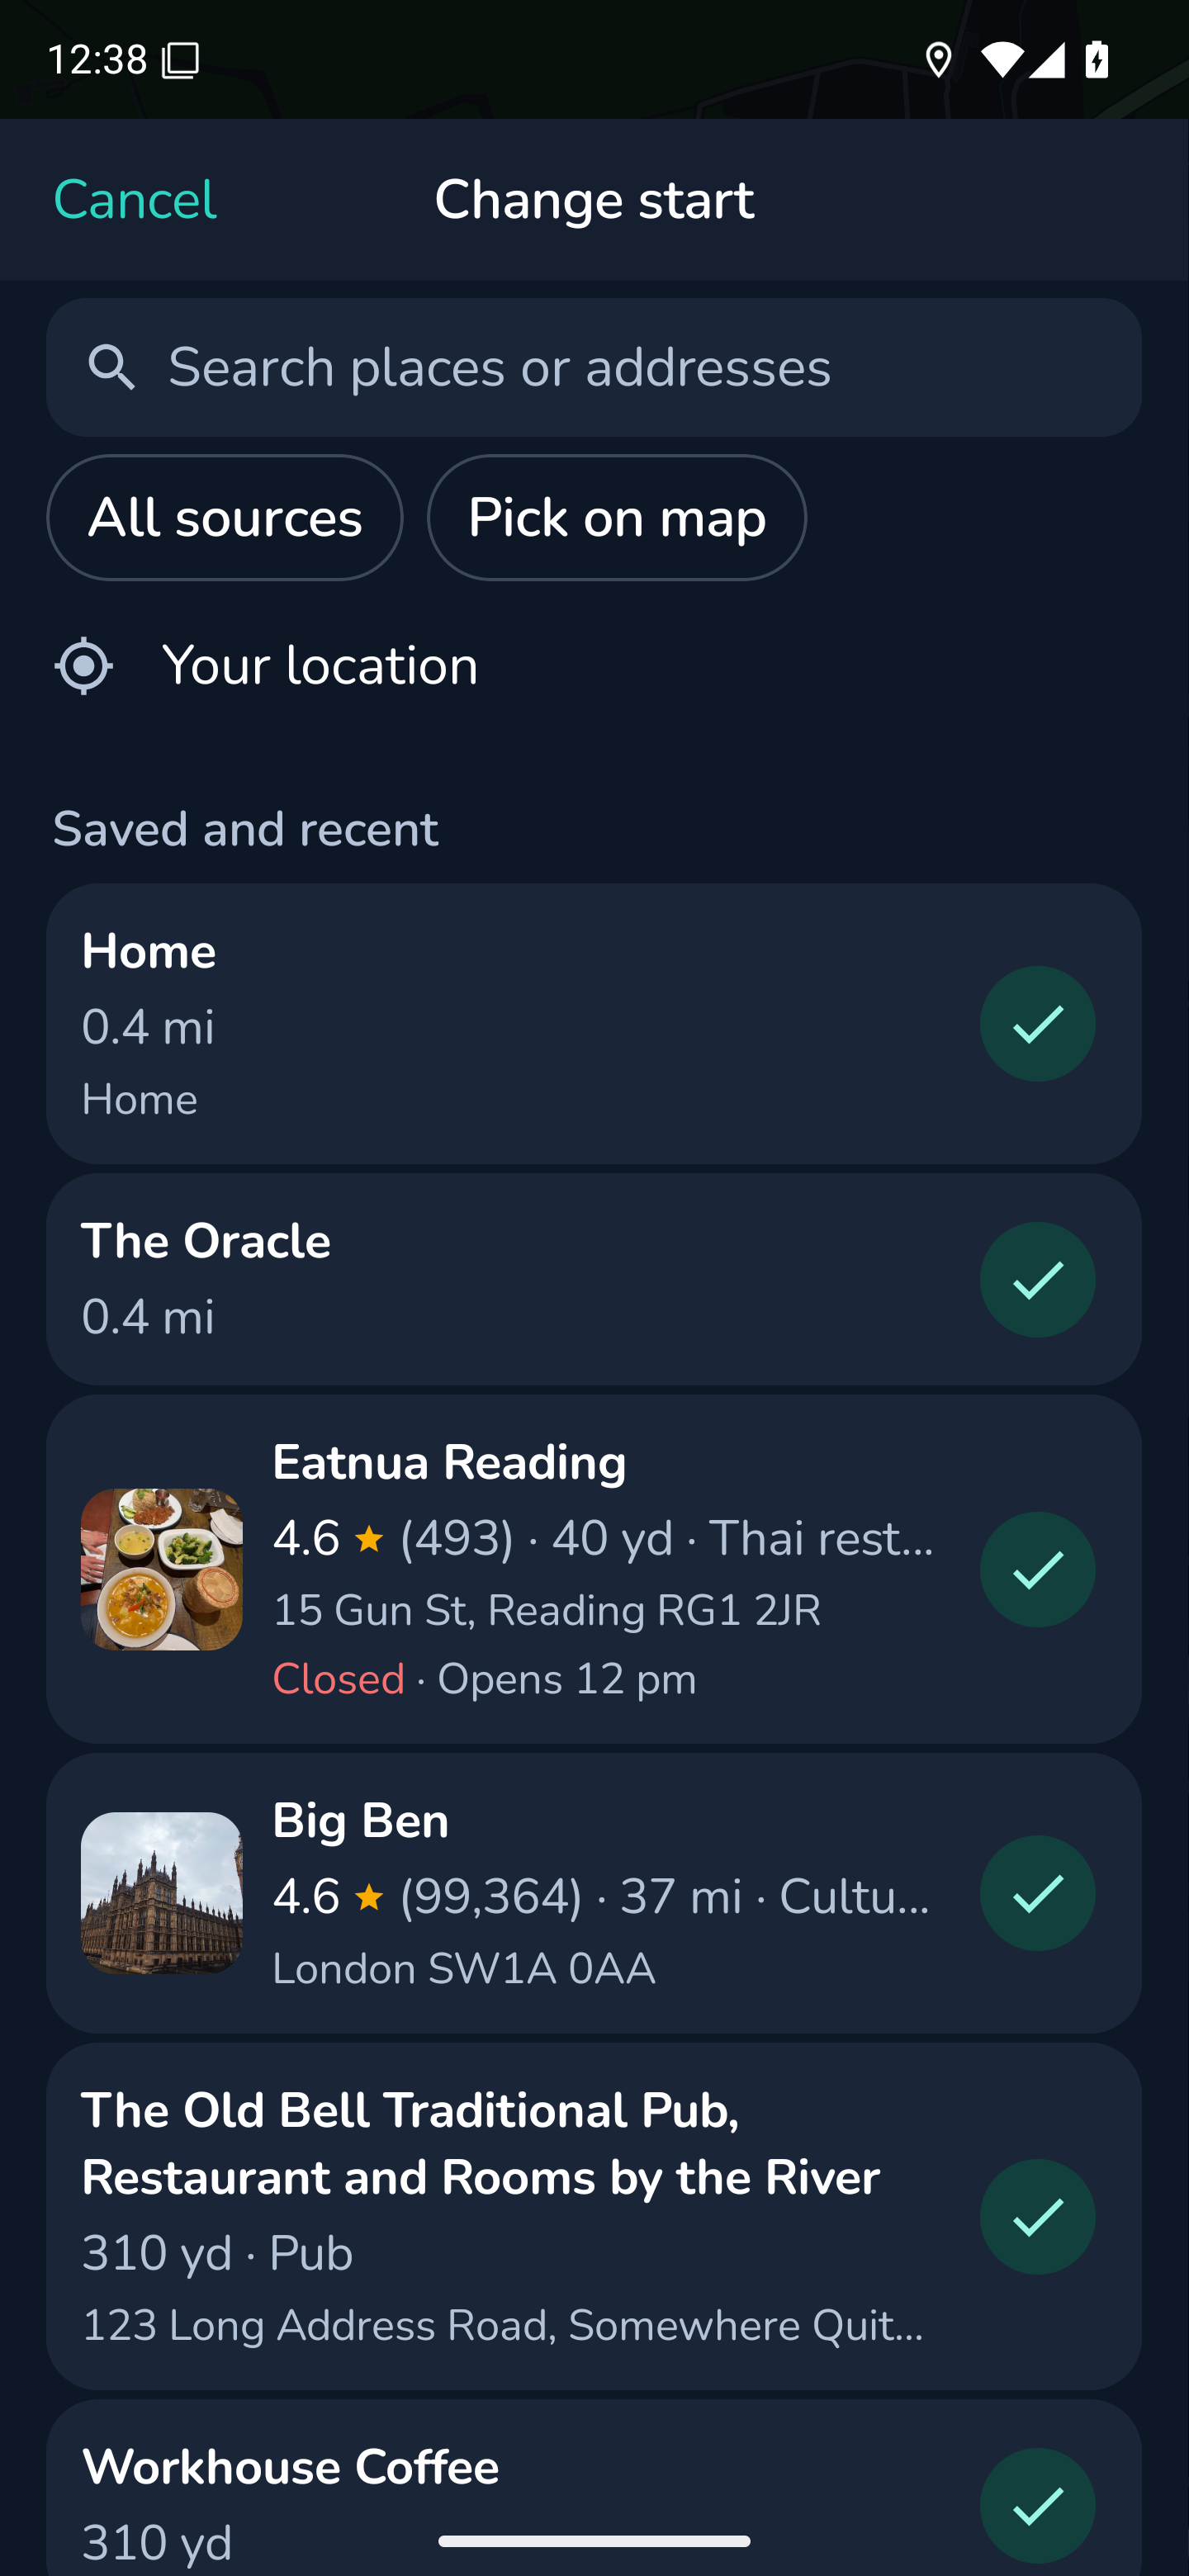 12:38
Cancel
Change start
Search places or addresses
All sources
Pick on map
Your location
Saved and recent
Home
0.4 mi
Home
The Oracle
0.4 mi
Eatnua Reading
4.6 ★ (493) · 40 yd · Thai rest...
15 Gun St, Reading RG1 2JR
Closed · Opens 12 pm
Big Ben
4.6 ★ (99,364) · 37 mi · Cultu...
London SW1A 0AA
The Old Bell Traditional Pub,
Restaurant and Rooms by the River
310 yd · Pub
123 Long Address Road, Somewhere Quit...
Workhouse Coffee
310 yd